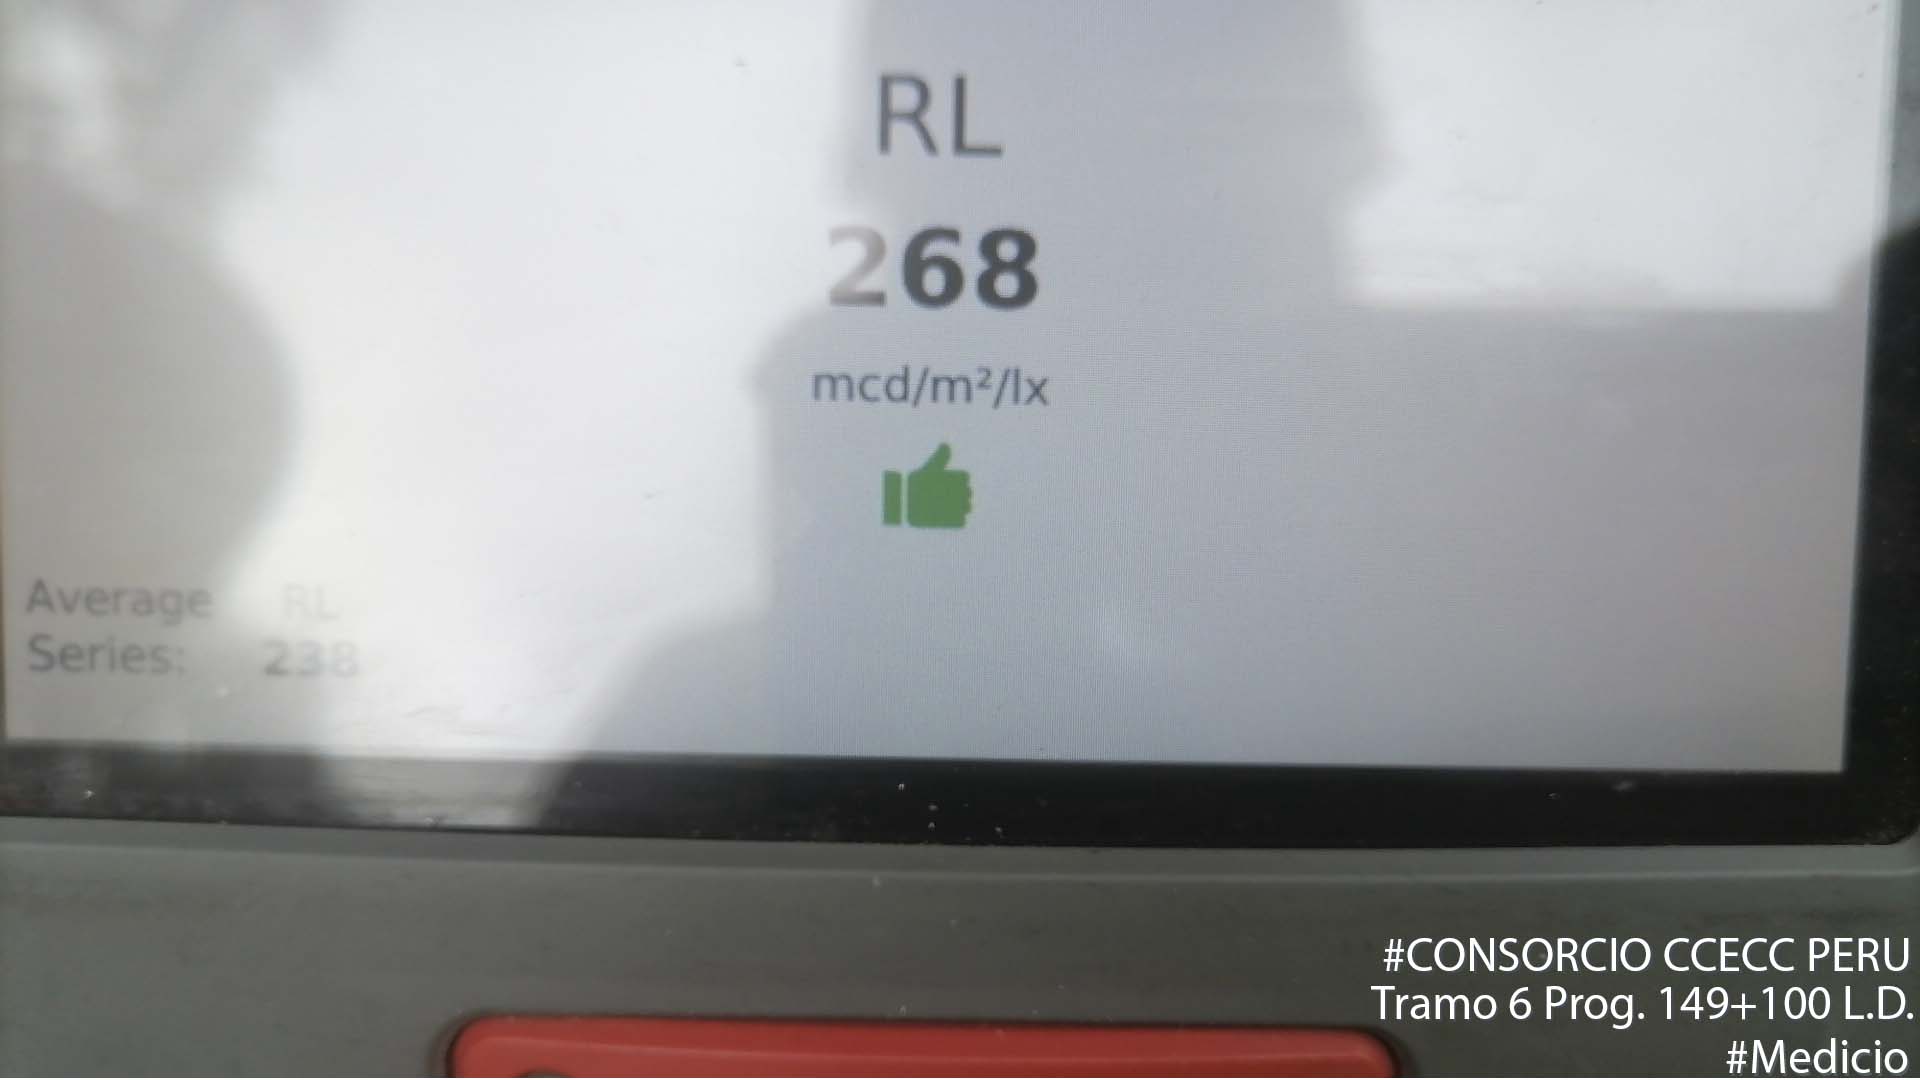 RL
268
mcd/m²/lx
Average RL
Series: 238
#CONSORCIO CCECC PERU
Tramo 6 Prog. 149+100 L.D.
#Medicio